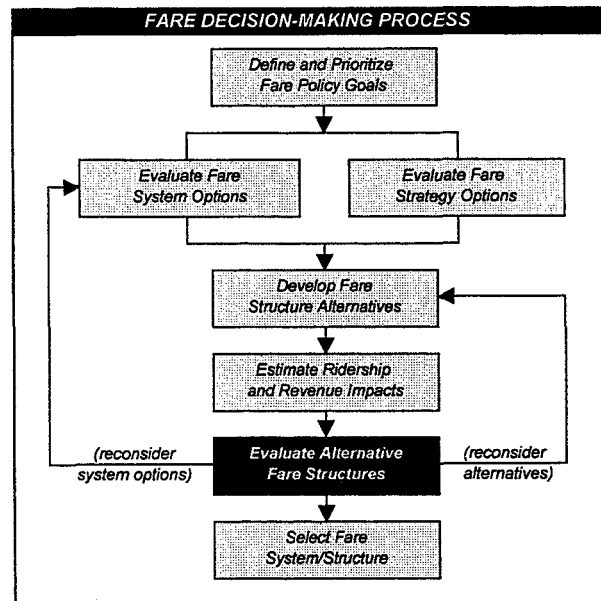 FARE DECISION-MAKING PROCESS
Define and Prioritize
Fare Policy Goals
Evaluate Fare
System Options
Evaluate Fare
Strategy Options
Develop Fare
Structure Alternatives
Estimate Ridership
and Revenue Impacts
(reconsider
system options)
Evaluate Alternative
Fare Structures
(reconsider
alternatives)
Select Fare
System/Structure